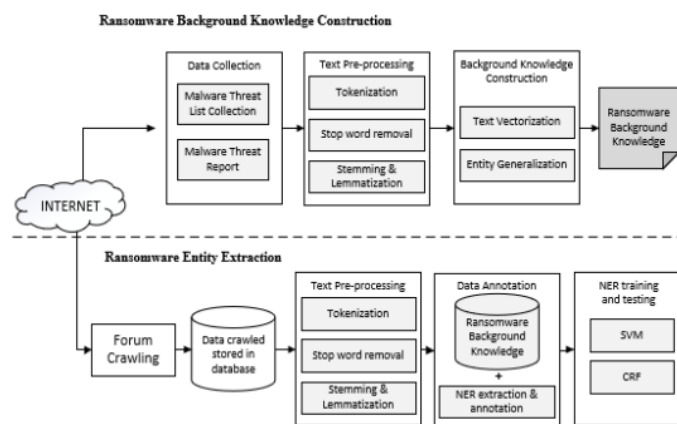 Ransomware Background Knowledge Construction
Data Collection
Malware Threat
List Collection
Malware Threat
Report
Text Pre-processing
Tokenization
Stop word removal
Stemming &
Lemmatization
Background Knowledge
Construction
Text Vectorization
Entity Generalization
Ransomware
Background
Knowledge
INTERNET
Ransomware Entity Extraction
Forum
Crawling
Data crawled
stored in
database
Text Pre-processing
Tokenization
Stop word removal
Stemming &
Lemmatization
Data Annotation
Ransomware
Background
Knowledge
+
NER extraction &
annotation
NER training
and testing
SVM
CRF